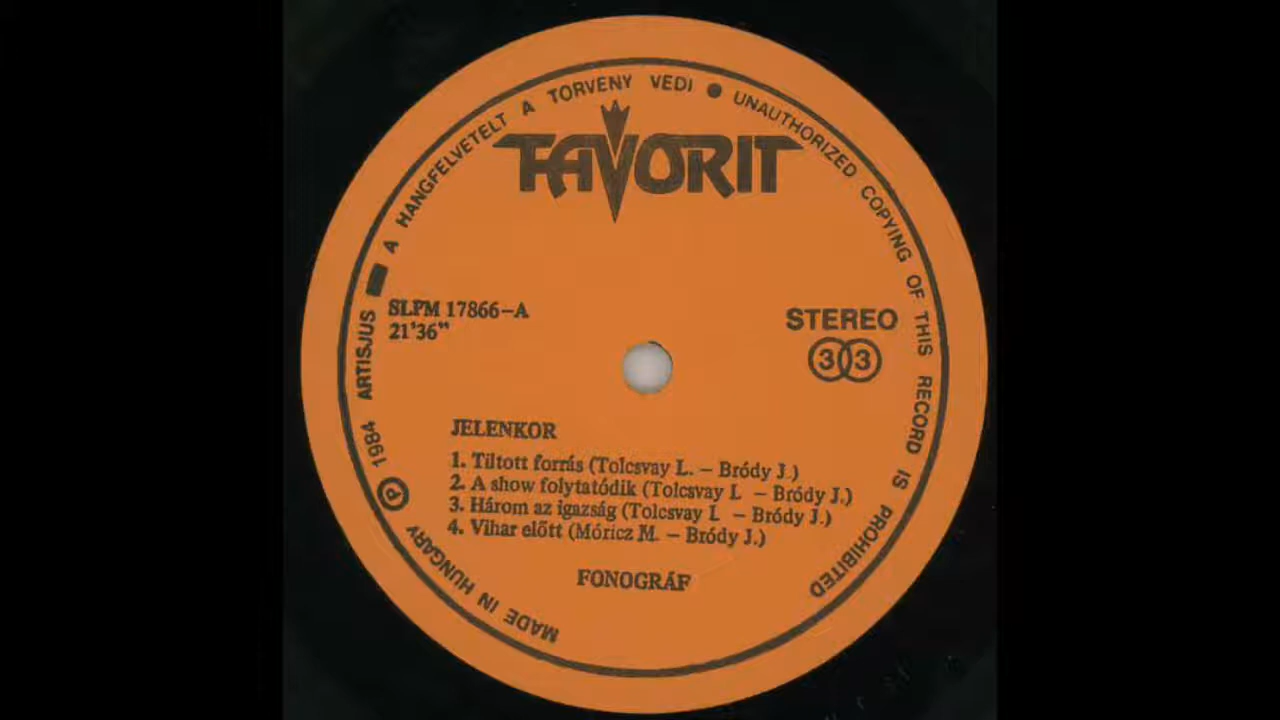 A HANGFELVETELT A TORVENY VEDI ● UNAUTHORIZED COPYING OF THIS RECORD IS PROHIBITED
FAVORIT
SLPM 17866–A
21'36"
STEREO
33
JELENKOR
1. Tiltott forrás (Tolcsvay L. – Bródy J.)
2. A show folytatódik (Tolcsvay L – Bródy J.)
3. Három az igazság (Tolcsvay L – Bródy J.)
4. Vihar előtt (Móricz M. – Bródy J.)
FONOGRÁF
MADE IN HUNGARY Ⓟ 1984 ARTISJUS